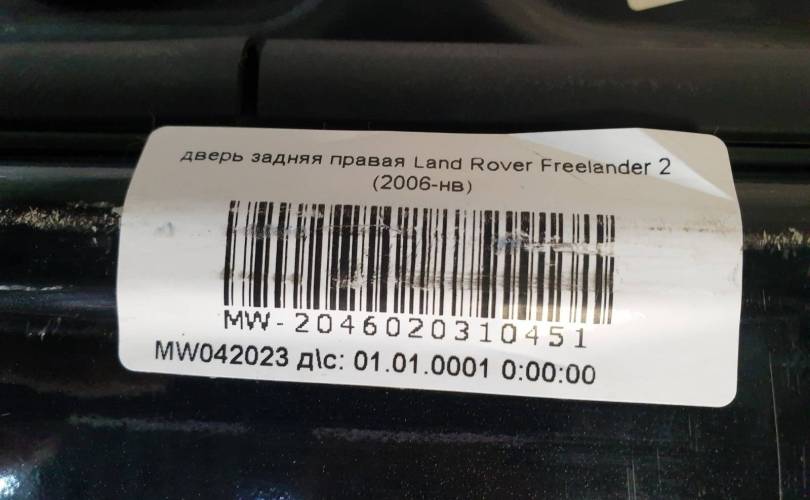 дверь задняя правая Land Rover Freelander 2
(2006-нв)
MW-2046020310451
MW042023 д\с: 01.01.0001 0:00:00